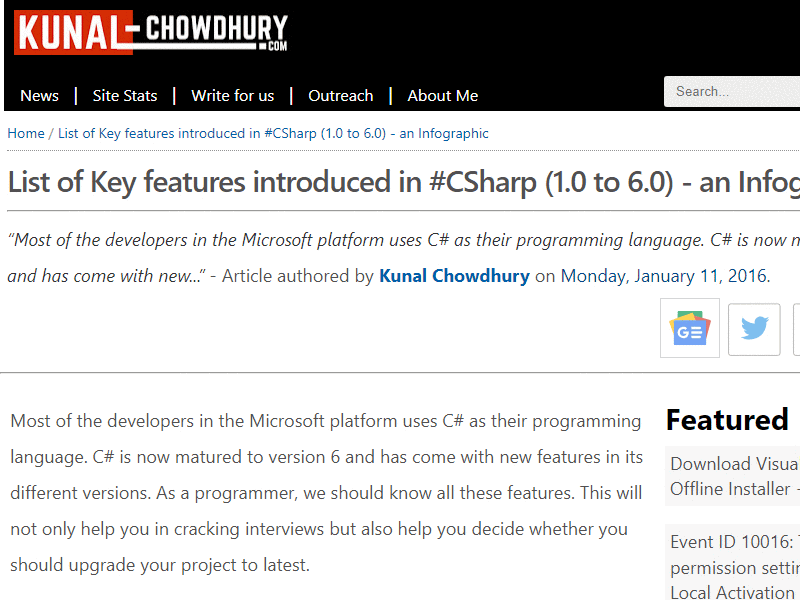 KUNAL-CHOWDHURY.COM
News | Site Stats | Write for us | Outreach | About Me
Search...
Home / List of Key features introduced in #CSharp (1.0 to 6.0) - an Infographic
List of Key features introduced in #CSharp (1.0 to 6.0) - an Infog
“Most of the developers in the Microsoft platform uses C# as their programming language. C# is now m
and has come with new...” - Article authored by Kunal Chowdhury on Monday, January 11, 2016.
GE
Most of the developers in the Microsoft platform uses C# as their programming
language. C# is now matured to version 6 and has come with new features in its
different versions. As a programmer, we should know all these features. This will
not only help you in cracking interviews but also help you decide whether you
should upgrade your project to latest.
Featured
Download Visua
Offline Installer -
Event ID 10016: T
permission settin
Local Activation